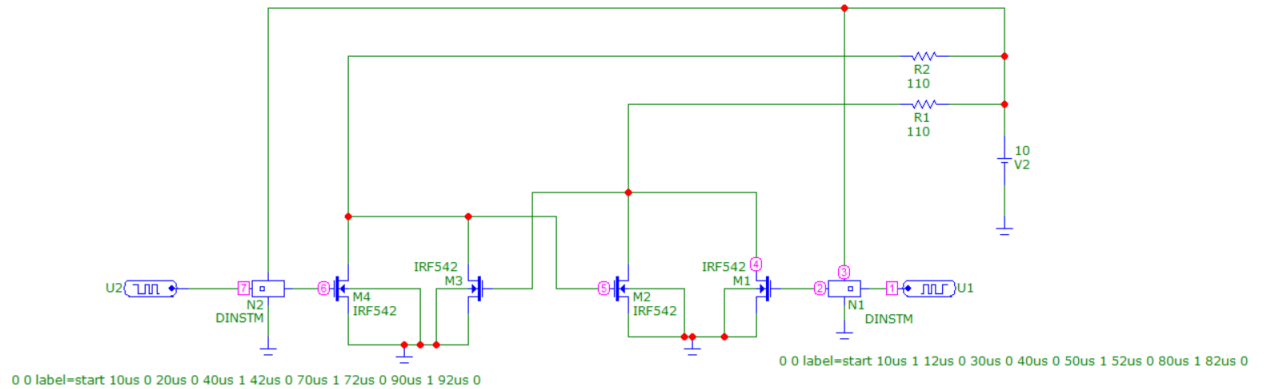 R2
110
R1
110
10
V2
IRF542
M3
IRF542
M1
4
3
U2
7
N2
DINSTM
6
M4
IRF542
5
M2
IRF542
2
N1
DINSTM
1
U1
0 0 label=start 10us 1 12us 0 30us 0 40us 0 50us 1 52us 0 80us 1 82us 0
0 0 label=start 10us 0 20us 0 40us 1 42us 0 70us 1 72us 0 90us 1 92us 0